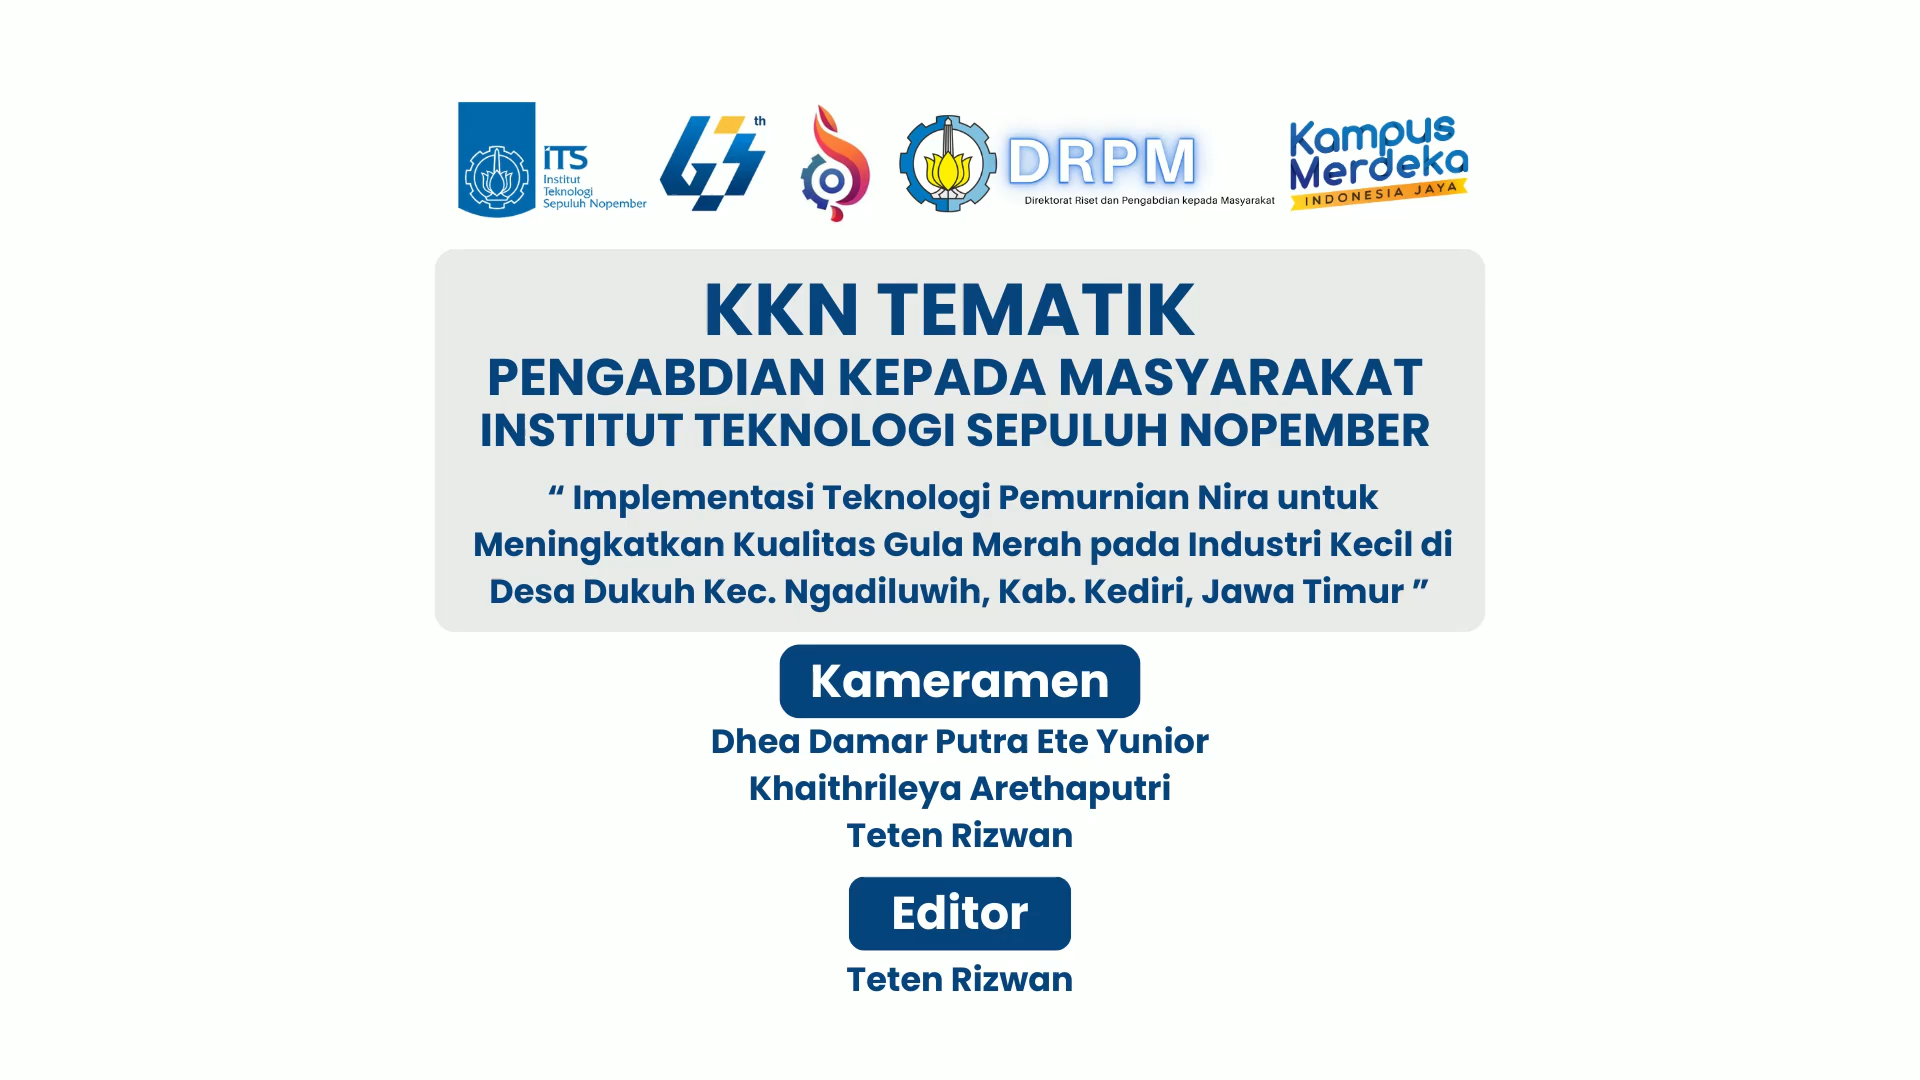 ITS
Institut
Teknologi
Sepuluh Nopember
63 th
DRPM
Direktorat Riset dan Pengabdian kepada Masyarakat
Kampus
Merdeka
INDONESIA JAYA
KKN TEMATIK
PENGABDIAN KEPADA MASYARAKAT
INSTITUT TEKNOLOGI SEPULUH NOPEMBER
“ Implementasi Teknologi Pemurnian Nira untuk
Meningkatkan Kualitas Gula Merah pada Industri Kecil di
Desa Dukuh Kec. Ngadiluwih, Kab. Kediri, Jawa Timur ”
Kameramen
Dhea Damar Putra Ete Yunior
Khaithrileya Arethaputri
Teten Rizwan
Editor
Teten Rizwan